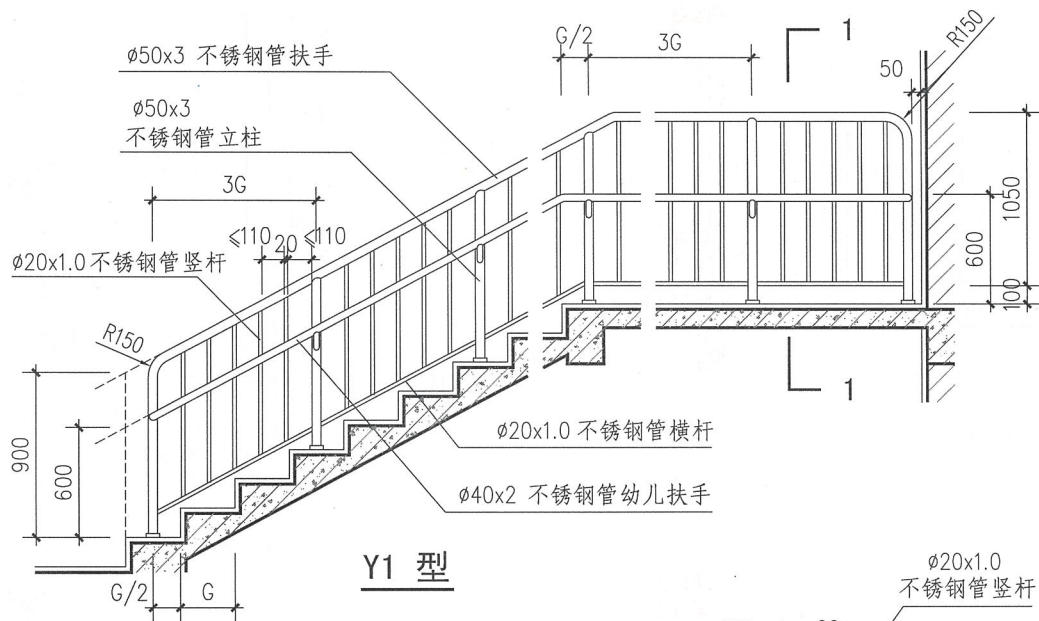 ø50x3 不锈钢管扶手
ø50x3
不锈钢管立柱
3G
≤110
20
≤110
ø20x1.0 不锈钢管竖杆
R150
900
600
G/2
G
Y1 型
G/2
3G
1
R150
50
1050
600
100
1
ø20x1.0 不锈钢管横杆
ø40x2 不锈钢管幼儿扶手
ø20x1.0
不锈钢管竖杆